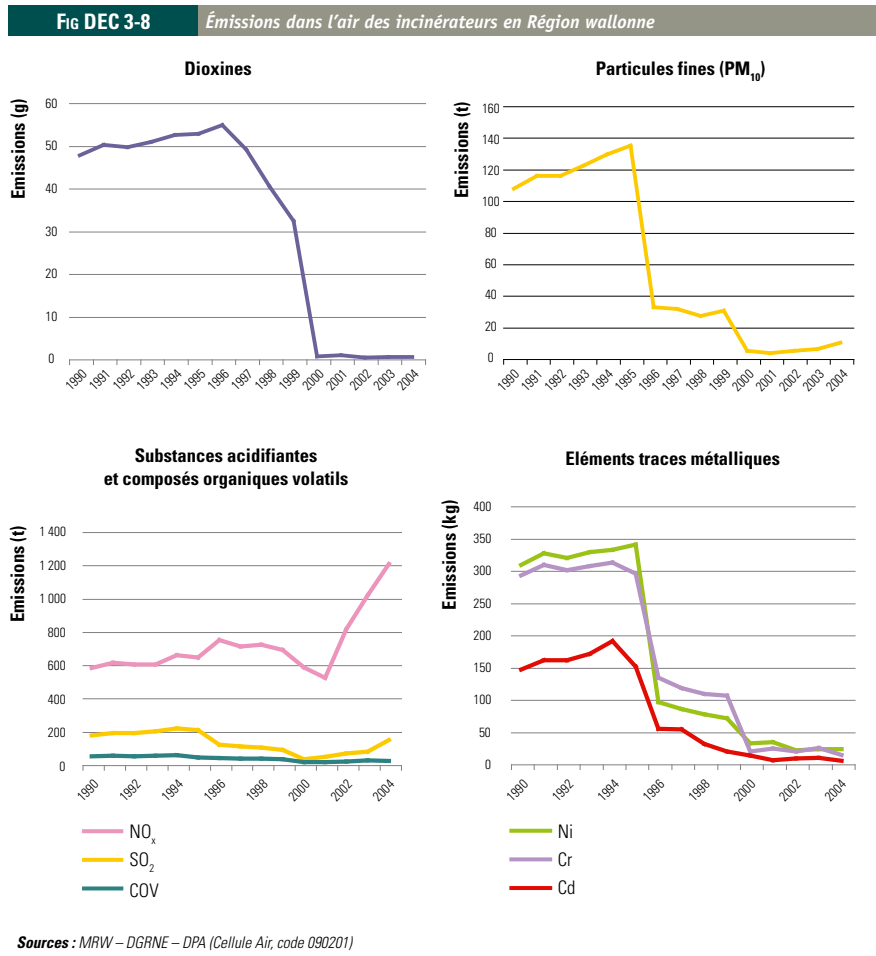 FIG DEC 3-8 Émissions dans l'air des incinérateurs en Région wallonne
Dioxines
Emissions (g)
60
50
40
30
20
10
0
1990 1991 1992 1993 1994 1995 1996 1997 1998 1999 2000 2001 2002 2003 2004
Particules fines (PM10)
Emissions (t)
160
140
120
100
80
60
40
20
0
1990 1991 1992 1993 1994 1995 1996 1997 1998 1999 2000 2001 2002 2003 2004
Substances acidifiantes
et composés organiques volatils
Emissions (t)
1 400
1 200
1 000
800
600
400
200
0
1990 1992 1994 1996 1998 2000 2002 2004
NOx
SO2
COV
Eléments traces métalliques
Emissions (kg)
400
350
300
250
200
150
100
50
0
1990 1992 1994 1996 1998 2000 2002 2004
Ni
Cr
Cd
Sources : MRW – DGRNE – DPA (Cellule Air, code 090201)